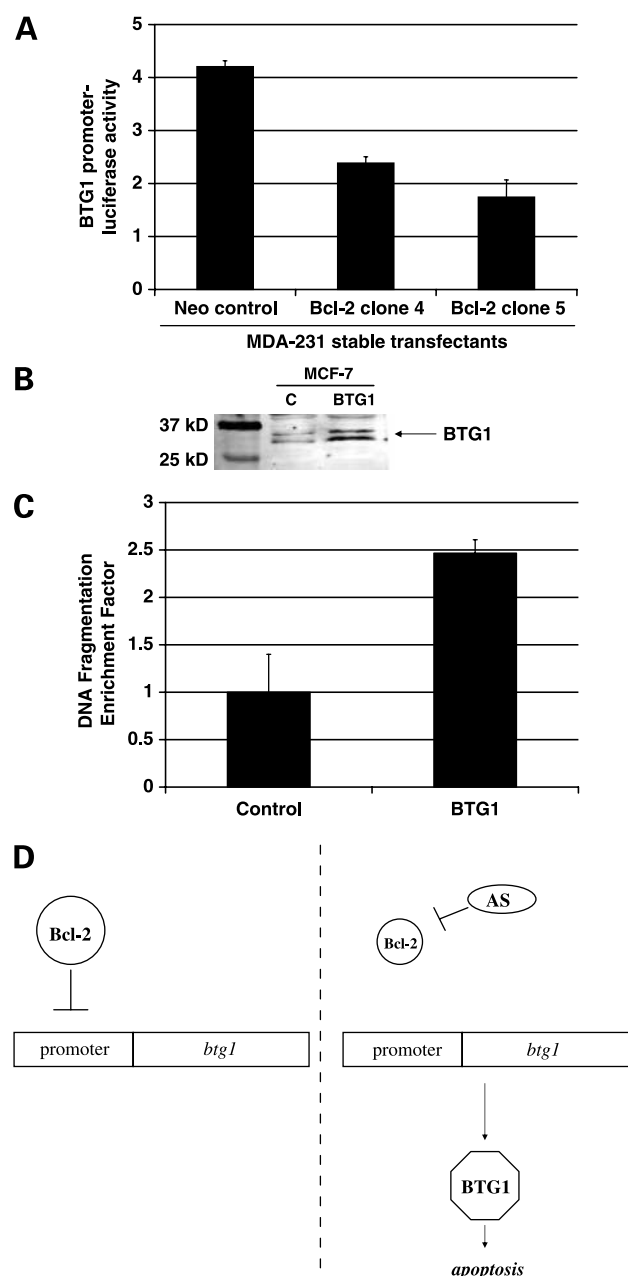 A
BTG1 promoter-
luciferase activity
5
4
3
2
1
0
Neo control
Bcl-2 clone 4
Bcl-2 clone 5
MDA-231 stable transfectants
B
MCF-7
C
BTG1
37 kD
25 kD
BTG1
C
DNA Fragmentation
Enrichment Factor
3
2.5
2
1.5
1
0.5
0
Control
BTG1
D
Bcl-2
promoter
btg1
AS
Bcl-2
promoter
btg1
BTG1
apoptosis